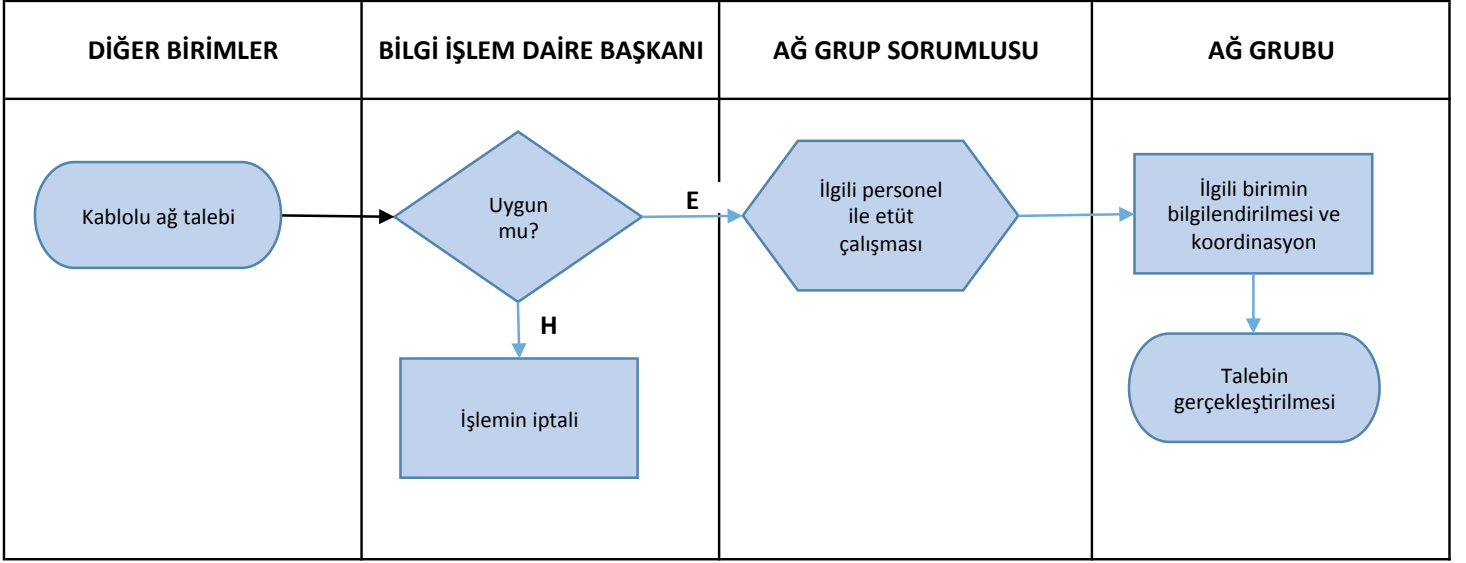 DİĞER BİRİMLER
BİLGİ İŞLEM DAİRE BAŞKANI
AĞ GRUP SORUMLUSU
AĞ GRUBU
Kablolu ağ talebi
Uygun
mu?
E
H
İşlemin iptali
İlgili personel
ile etüt
çalışması
İlgili birimin
bilgilendirilmesi ve
koordinasyon
Talebin
gerçekleştirilmesi